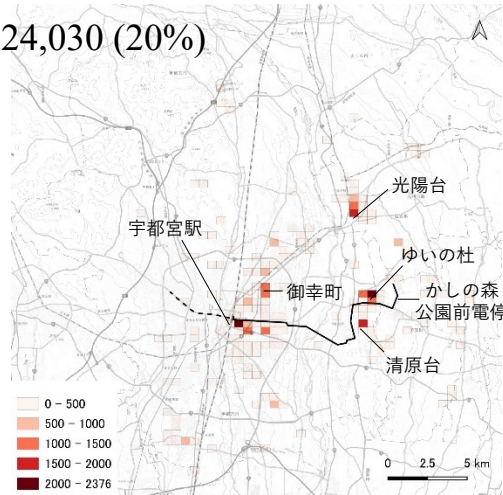 24,030 (20%)
光陽台
宇都宮駅
ゆいの杜
御幸町
かしの森
公園前電停
清原台
0 - 500
500 - 1000
1000 - 1500
1500 - 2000
2000 - 2376
0 2.5 5 km